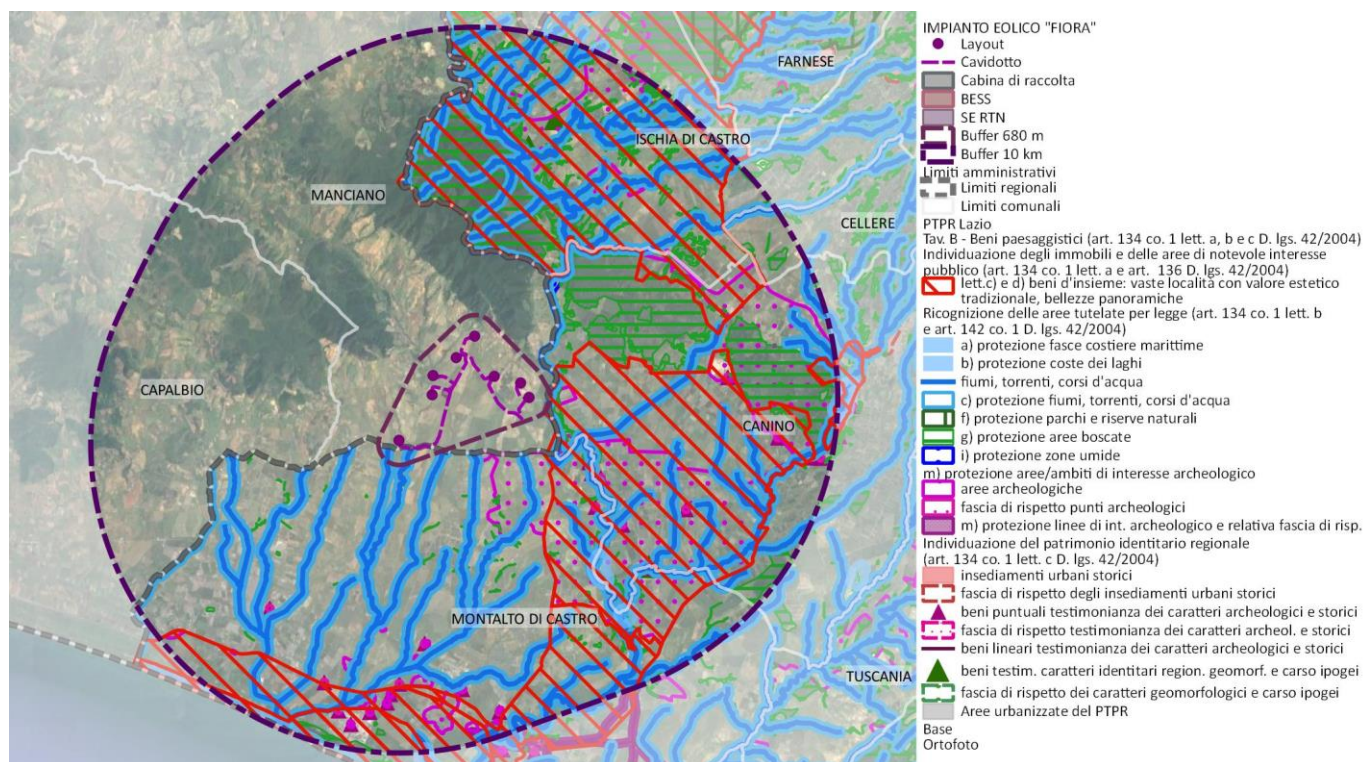 FARNESE
ISCHIA DI CASTRO
MANCIANO
CELLERE
CAPALBIO
CANINO
MONTALTO DI CASTRO
TUSCANIA
IMPIANTO EOLICO "FIORA"
Layout
Cavidotto
Cabina di raccolta
BESS
SE RTN
Buffer 680 m
Buffer 10 km
Limiti amministrativi
Limiti regionali
Limiti comunali
PTPR Lazio
Tav. B - Beni paesaggistici (art. 134 co. 1 lett. a, b e c D. lgs. 42/2004)
Individuazione degli immobili e delle aree di notevole interesse
pubblico (art. 134 co. 1 lett. a e art. 136 D. lgs. 42/2004)
lett.c) e d) beni d'insieme: vaste località con valore estetico
tradizionale, bellezze panoramiche
Ricognizione delle aree tutelate per legge (art. 134 co. 1 lett. b
e art. 142 co. 1 D. lgs. 42/2004)
a) protezione fasce costiere marittime
b) protezione coste dei laghi
fiumi, torrenti, corsi d'acqua
c) protezione fiumi, torrenti, corsi d'acqua
f) protezione parchi e riserve naturali
g) protezione aree boscate
i) protezione zone umide
m) protezione aree/ambiti di interesse archeologico
aree archeologiche
fascia di rispetto punti archeologici
m) protezione linee di int. archeologico e relativa fascia di risp.
Individuazione del patrimonio identitario regionale
(art. 134 co. 1 lett. c D. lgs. 42/2004)
insediamenti urbani storici
fascia di rispetto degli insediamenti urbani storici
beni puntuali testimonianza dei caratteri archeologici e storici
fascia di rispetto testimonianza dei caratteri archeol. e storici
beni lineari testimonianza dei caratteri archeologici e storici
beni testim. caratteri identitari region. geomorf. e carso ipogei
fascia di rispetto dei caratteri geomorfologici e carso ipogei
Aree urbanizzate del PTPR
Base
Ortofoto